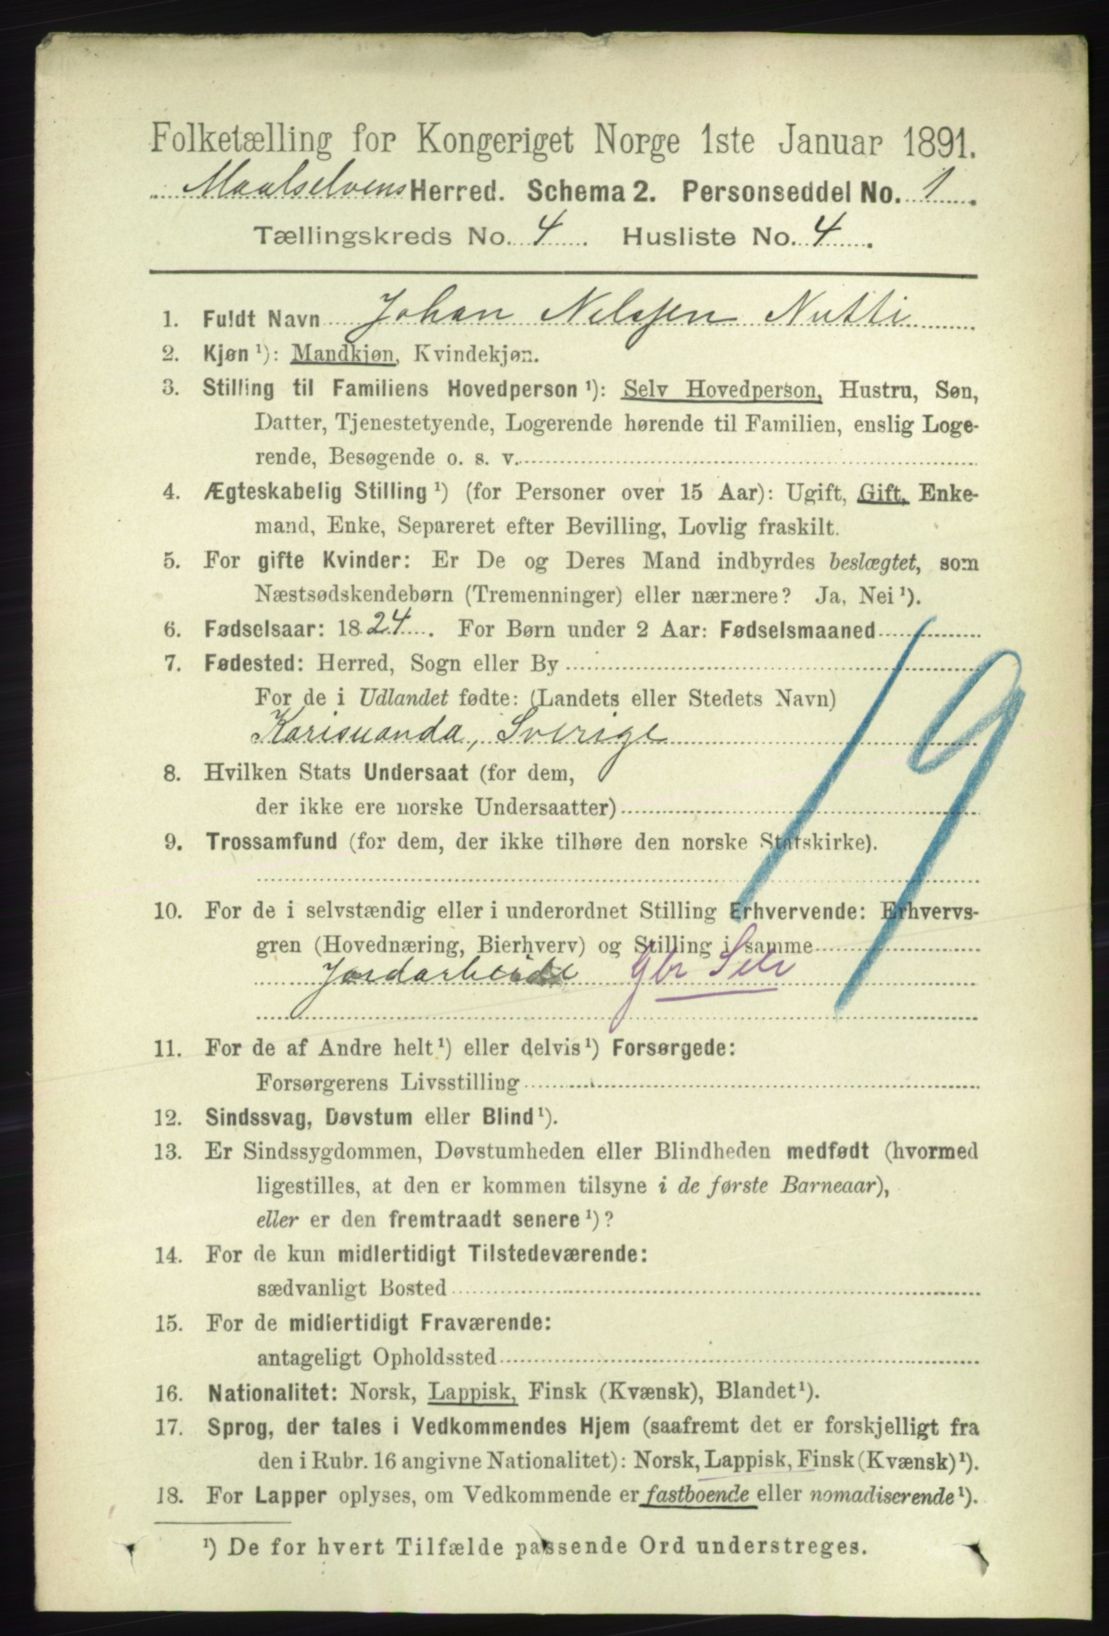 Folketælling for Kongeriget Norge 1ste Januar 1891.
Maalselvens Herred. Schema 2. Personseddel No. 1.
Tællingskreds No. 4. Husliste No. 4.
1. Fuldt Navn Johan Nilssen Nutti
2. Kjøn ¹): Mandkjøn, Kvindekjøn.
3. Stilling til Familiens Hovedperson ¹): Selv Hovedperson, Hustru, Søn,
Datter, Tjenestetyende, Logerende hørende til Familien, enslig Loge-
rende, Besøgende o. s. v.
4. Ægteskabelig Stilling ¹) (for Personer over 15 Aar): Ugift, Gift, Enke-
mand, Enke, Separeret efter Bevilling, Lovlig fraskilt.
5. For gifte Kvinder: Er De og Deres Mand indbyrdes beslægtet, som
Næstsødskendebørn (Tremenninger) eller nærmere? Ja, Nei ¹).
6. Fødselsaar: 1824. For Børn under 2 Aar: Fødselsmaaned
7. Fødested: Herred, Sogn eller By
For de i Udlandet fødte: (Landets eller Stedets Navn)
Karisuanda, Sverige
8. Hvilken Stats Undersaat (for dem,
der ikke ere norske Undersaatter)
9. Trossamfund (for dem, der ikke tilhøre den norske Statskirke).
19
10. For de i selvstændig eller i underordnet Stilling Erhvervende: Erhvervs-
gren (Hovednæring, Bierhverv) og Stilling i samme
Jordarbeide Gbr Selv
11. For de af Andre helt ¹) eller delvis ¹) Forsørgede:
Forsørgerens Livsstilling
12. Sindssvag, Døvstum eller Blind ¹).
13. Er Sindssygdommen, Døvstumheden eller Blindheden medfødt (hvormed
ligestilles, at den er kommen tilsyne i de første Barneaar),
eller er den fremtraadt senere ¹)?
14. For de kun midlertidigt Tilstedeværende:
sædvanligt Bosted
15. For de midlertidigt Fraværende:
antageligt Opholdssted
16. Nationalitet: Norsk, Lappisk, Finsk (Kvænsk), Blandet ¹).
17. Sprog, der tales i Vedkommendes Hjem (saafremt det er forskjelligt fra
den i Rubr. 16 angivne Nationalitet): Norsk, Lappisk, Finsk (Kvænsk) ¹).
18. For Lapper oplyses, om Vedkommende er fastboende eller nomadiserende ¹).
¹) De for hvert Tilfælde passende Ord understreges.